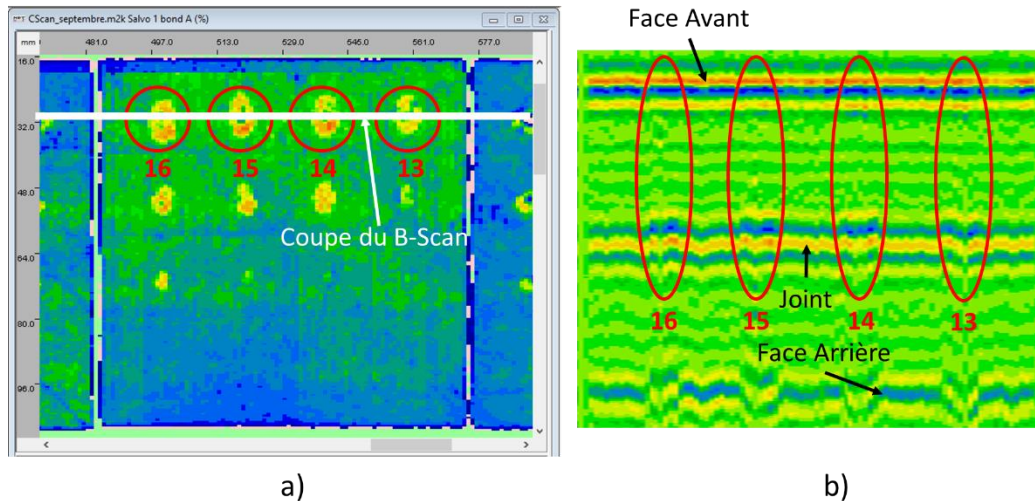 CScan_septembre.m2k Salvo 1 bond A (%)
mm 481.0 497.0 513.0 529.0 545.0 561.0 577.0
16.0
32.0
48.0
64.0
80.0
96.0
16 15 14 13
Coupe du B-Scan
a)
Face Avant
Joint
16 15 14 13
Face Arrière
b)